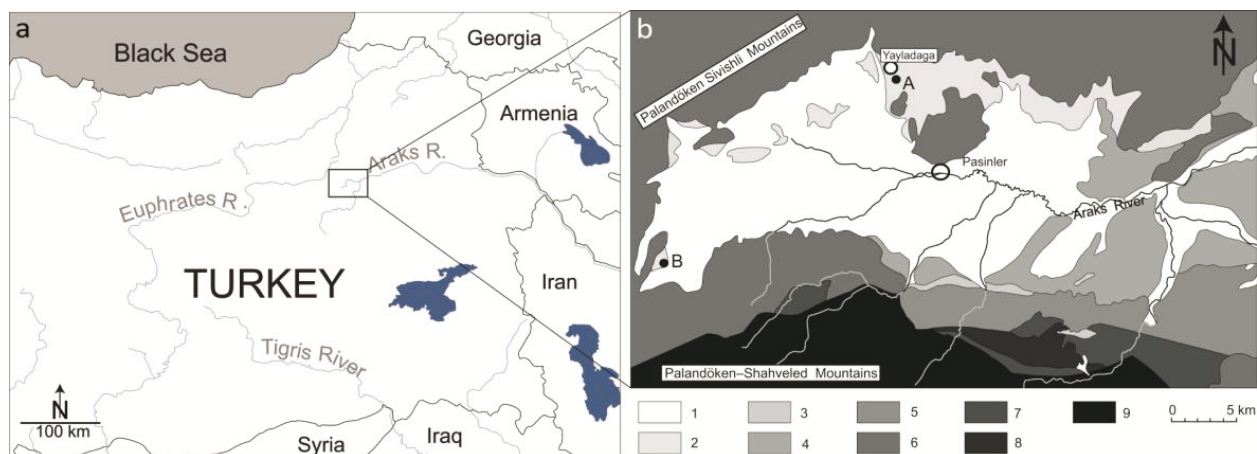 a
Black Sea
Georgia
Armenia
Araks R.
Euphrates R.
TURKEY
Iran
Tigris River
N
100 km
Syria
Iraq
b
Palandöken Sivishli Mountains
Yayladaga
A
N
Pasinler
Araks River
B
Palandöken–Shahveled Mountains
1
3
5
7
9
0 5 km
2
4
6
8